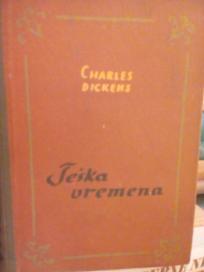 CHARLES
DICKENS
Teška
vremena